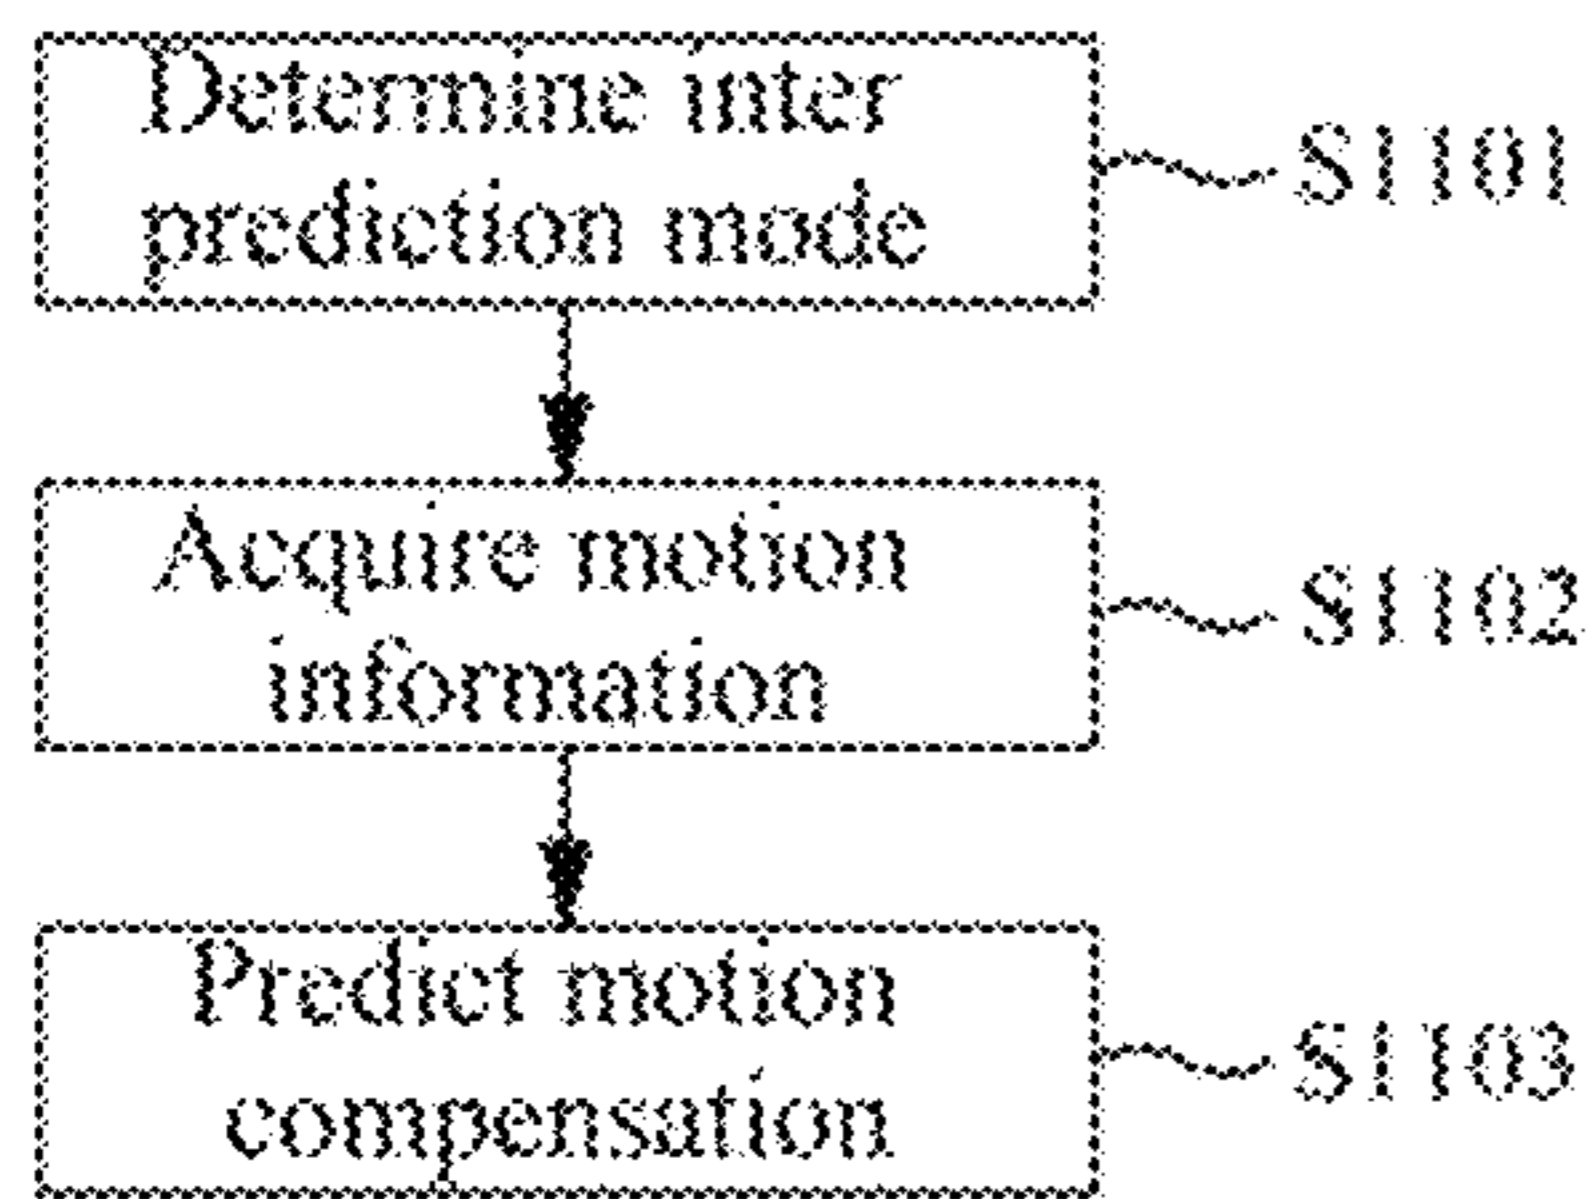 Determine inter
prediction mode
S1101
Acquire motion
information
S1102
Predict motion
compensation
S1103